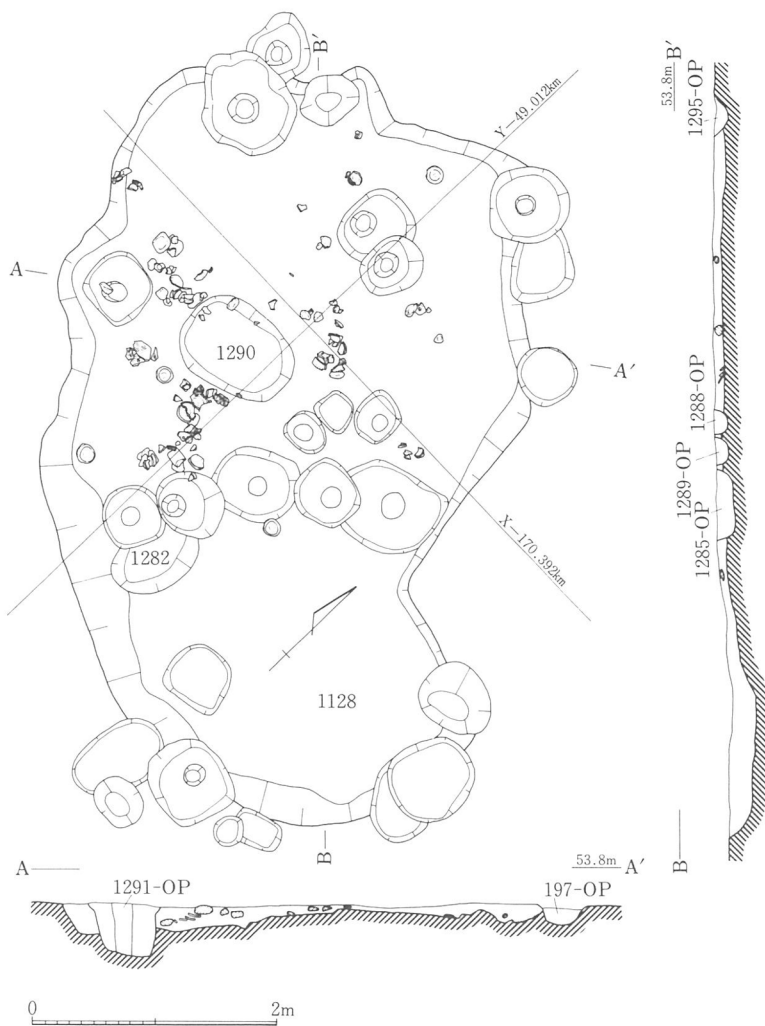 B′
Y−49.012km
53.8m B′
1295-OP
A
A′
1290
1288-OP
1289-OP
1285-OP
X−170.392km
1282
1128
B
B
A
53.8m A′
1291-OP
197-OP
0 2m